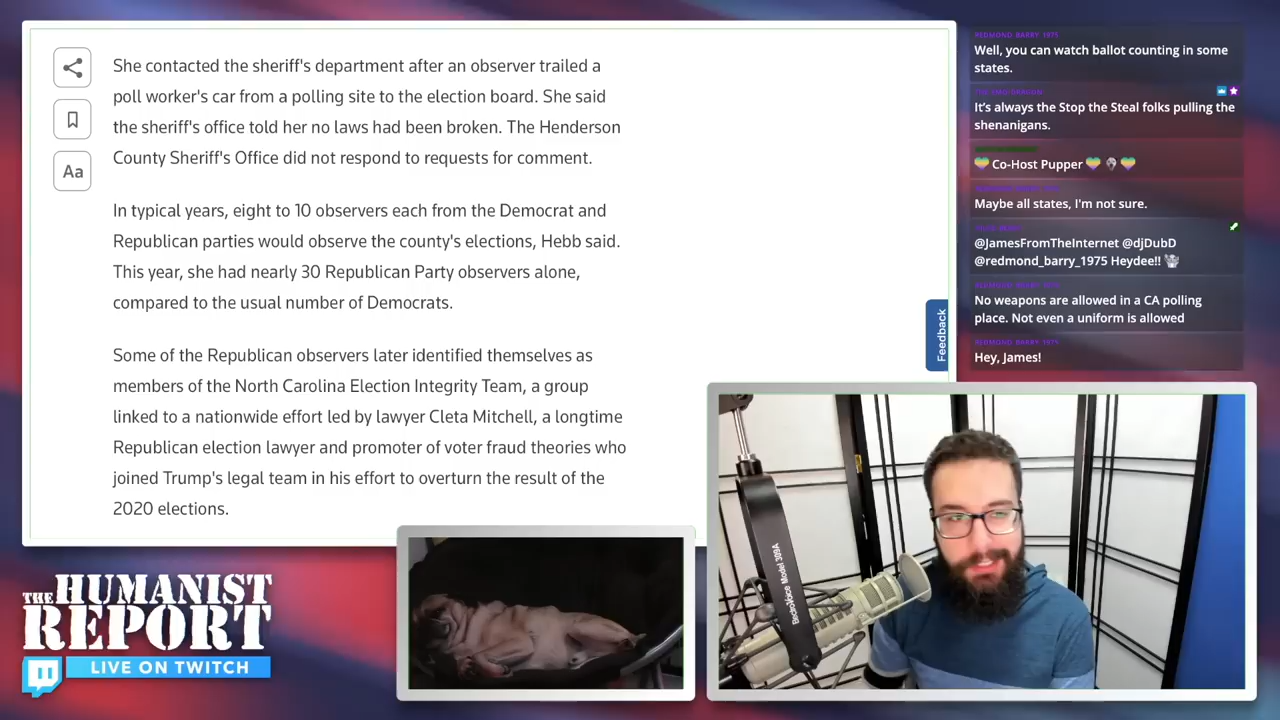 She contacted the sheriff's department after an observer trailed a
poll worker's car from a polling site to the election board. She said
the sheriff's office told her no laws had been broken. The Henderson
County Sheriff's Office did not respond to requests for comment.
In typical years, eight to 10 observers each from the Democrat and
Republican parties would observe the county's elections, Hebb said.
This year, she had nearly 30 Republican Party observers alone,
compared to the usual number of Democrats.
Some of the Republican observers later identified themselves as
members of the North Carolina Election Integrity Team, a group
linked to a nationwide effort led by lawyer Cleta Mitchell, a longtime
Republican election lawyer and promoter of voter fraud theories who
joined Trump's legal team in his effort to overturn the result of the
2020 elections.
Aa
Feedback
REDMOND_BARRY_1975
Well, you can watch ballot counting in some
states.
It's always the Stop the Steal folks pulling the
shenanigans.
Co-Host Pupper
REDMOND_BARRY_1975
Maybe all states, I'm not sure.
@JamesFromTheInternet @djDubD
@redmond_barry_1975 Heydee!!
REDMOND_BARRY_1975
No weapons are allowed in a CA polling
place. Not even a uniform is allowed
REDMOND_BARRY_1975
Hey, James!
THE HUMANIST
REPORT
LIVE ON TWITCH
ElectroVoice Model 309A